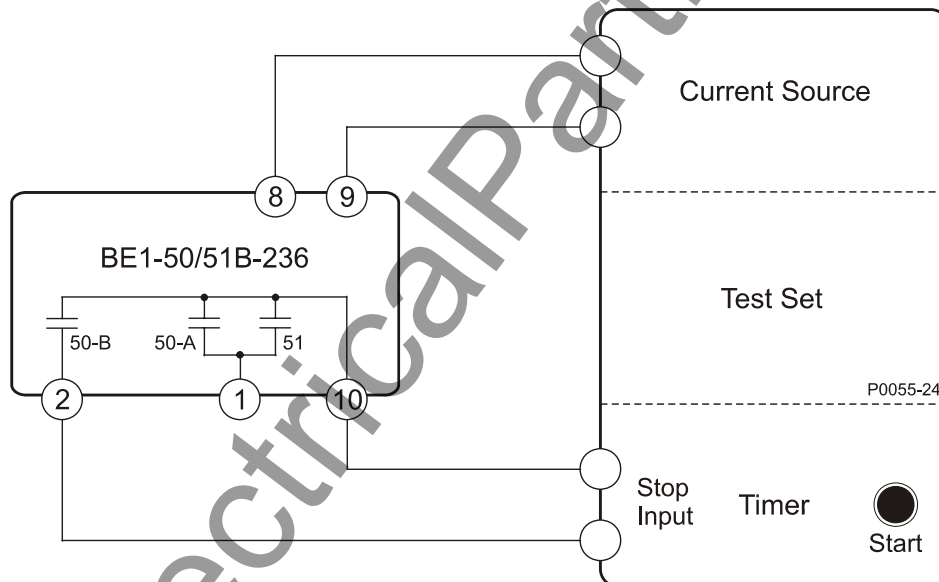 Current Source
8
9
BE1-50/51B-236
50-B
50-A
51
2
1
10
Test Set
P0055-24
Stop
Input
Timer
Start